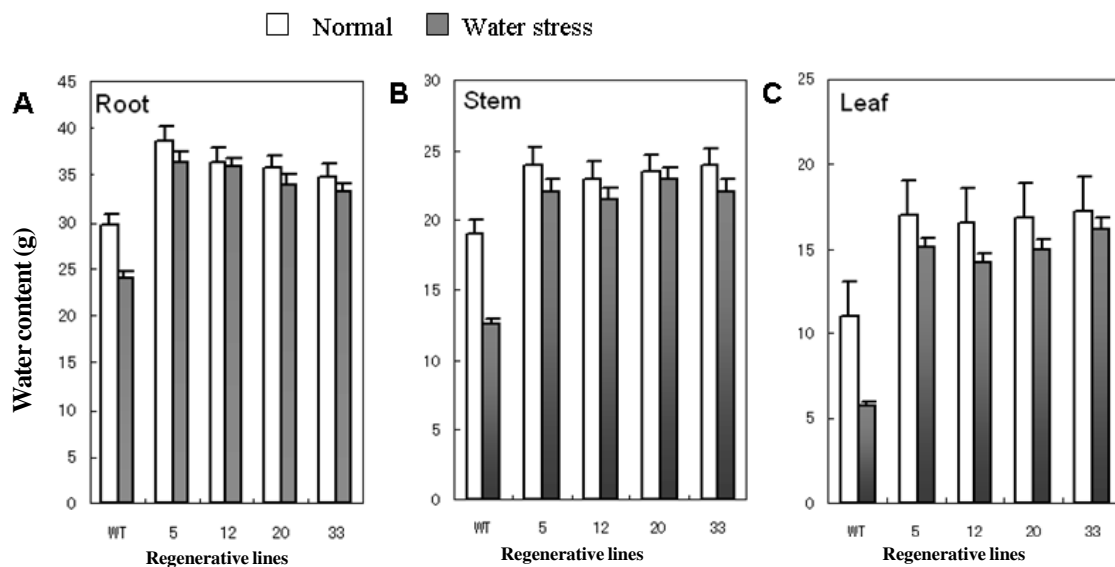 Normal Water stress
A Root
45
40
35
30
25
20
15
10
5
0
WT 5 12 20 33
Regenerative lines
Water content (g)
B Stem
30
25
20
15
10
5
0
WT 5 12 20 33
Regenerative lines
C Leaf
25
20
15
10
5
0
WT 5 12 20 33
Regenerative lines